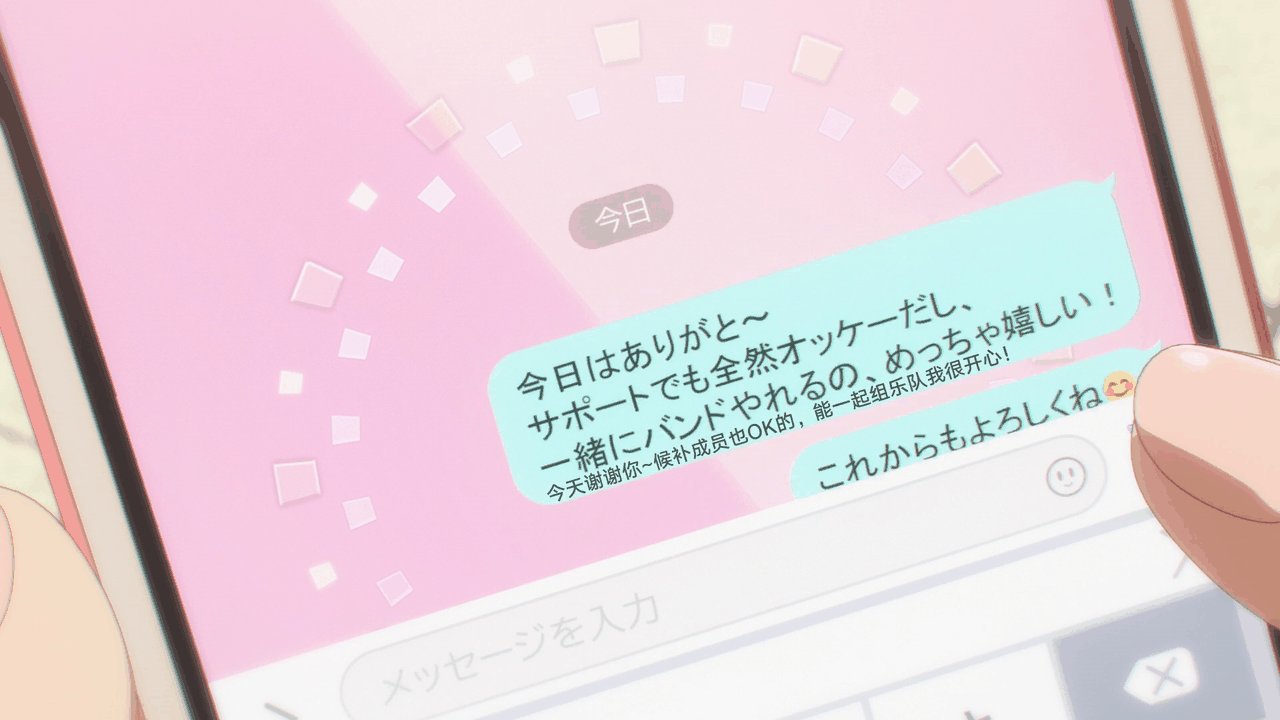 今日
今日はありがと～
サポートでも全然オッケーだし、
一緒にバンドやれるの、めっちゃ嬉しい！
今天谢谢你~候补成员也OK的，能一起组乐队我很开心!
これからもよろしくね😊
メッセージを入力